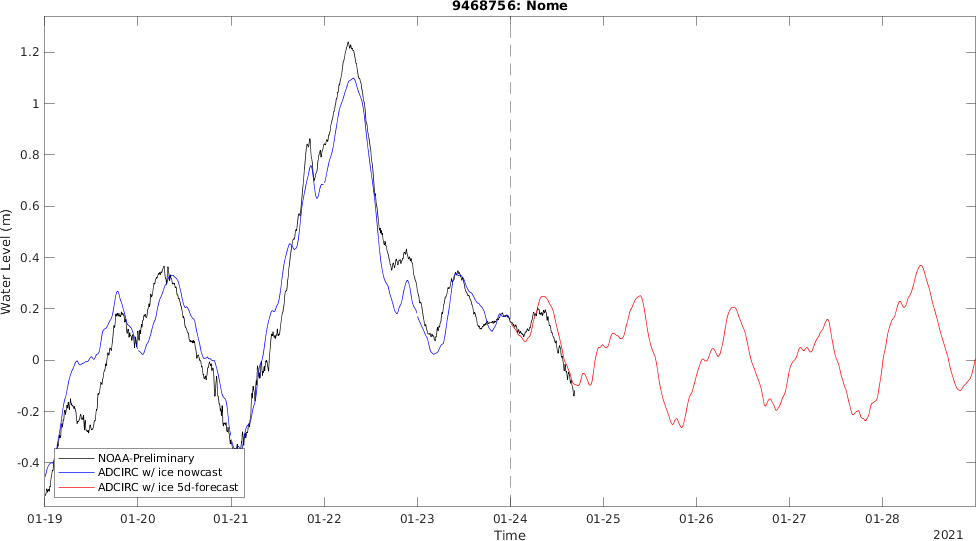 9468756: Nome
Water Level (m)
1.2
1
0.8
0.6
0.4
0.2
0
-0.2
-0.4
NOAA-Preliminary
ADCIRC w/ ice nowcast
ADCIRC w/ ice 5d-forecast
01-19 01-20 01-21 01-22 01-23 01-24 01-25 01-26 01-27 01-28
Time
2021